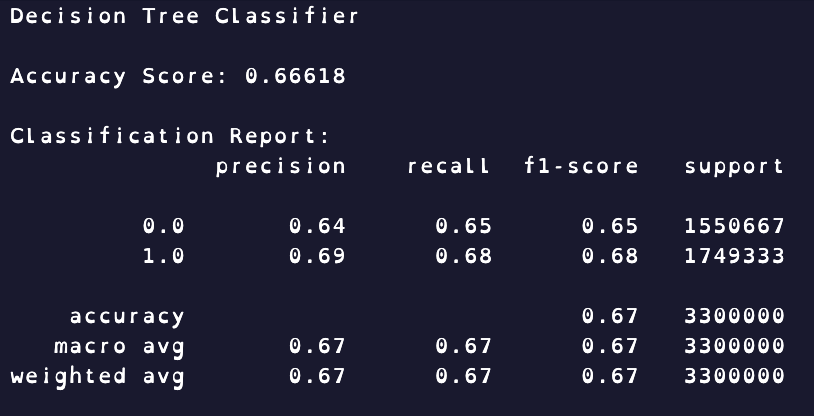 Decision Tree Classifier
Accuracy Score: 0.66618
Classification Report:
precision recall f1-score support
0.0 0.64 0.65 0.65 1550667
1.0 0.69 0.68 0.68 1749333
accuracy 0.67 3300000
macro avg 0.67 0.67 0.67 3300000
weighted avg 0.67 0.67 0.67 3300000